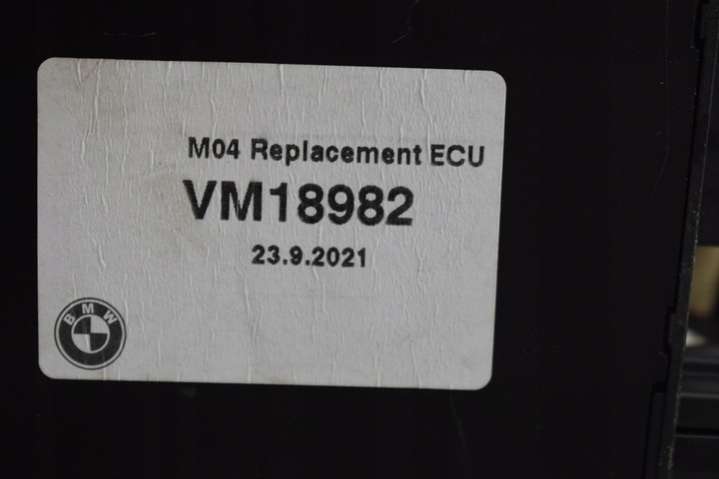 M04 Replacement ECU
VM18982
23.9.2021
BMW